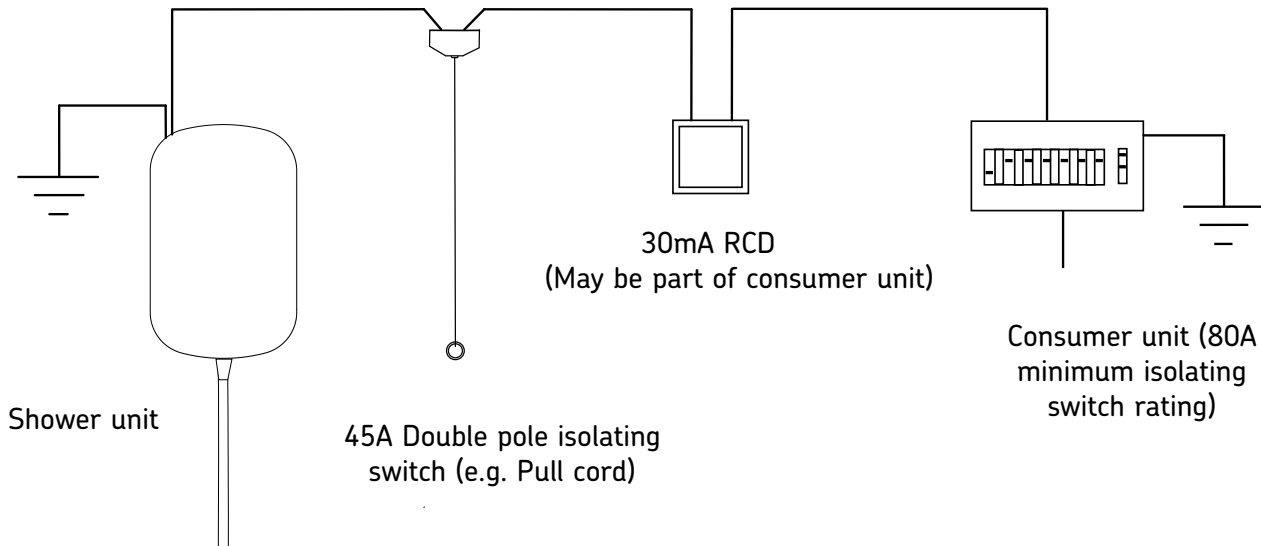 30mA RCD
(May be part of consumer unit)
Consumer unit (80A
minimum isolating
switch rating)
Shower unit
45A Double pole isolating
switch (e.g. Pull cord)